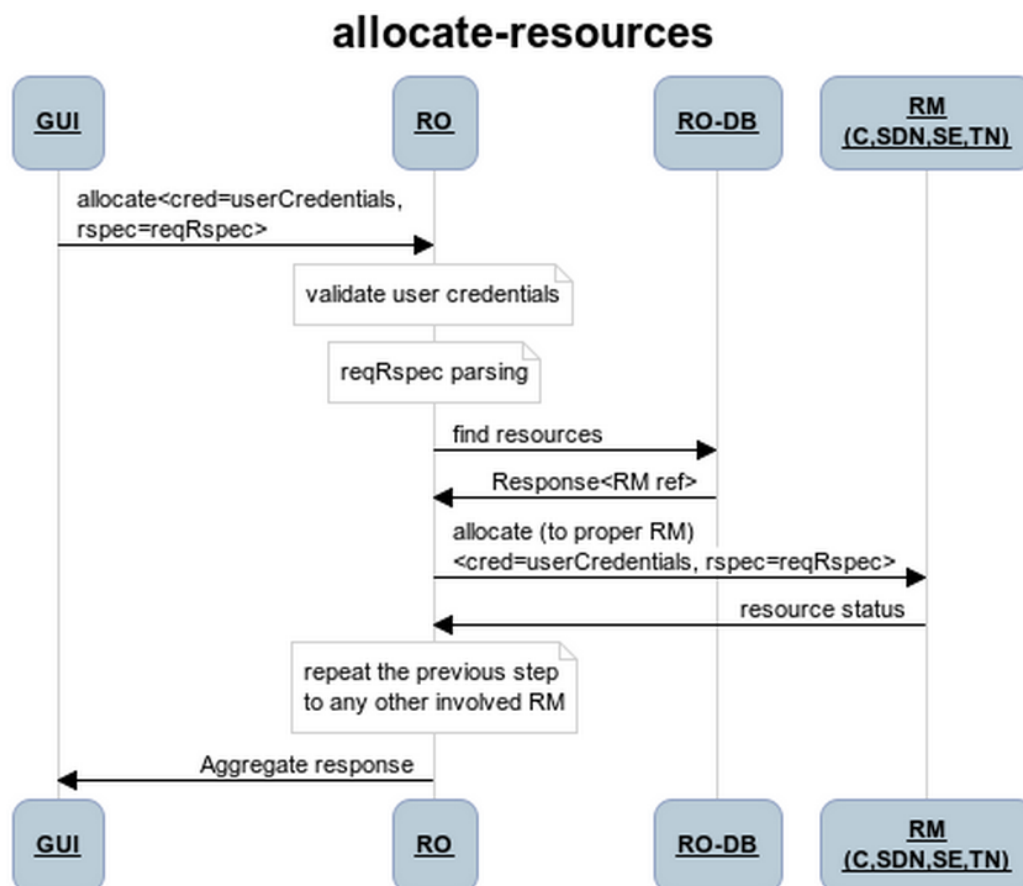 allocate-resources
GUI
RO
RO-DB
RM
(C,SDN,SE,TN)
allocate<cred=userCredentials,
rspec=reqRspec>
validate user credentials
reqRspec parsing
find resources
Response<RM ref>
allocate (to proper RM)
<cred=userCredentials, rspec=reqRspec>
resource status
repeat the previous step
to any other involved RM
Aggregate response
GUI
RO
RO-DB
RM
(C,SDN,SE,TN)